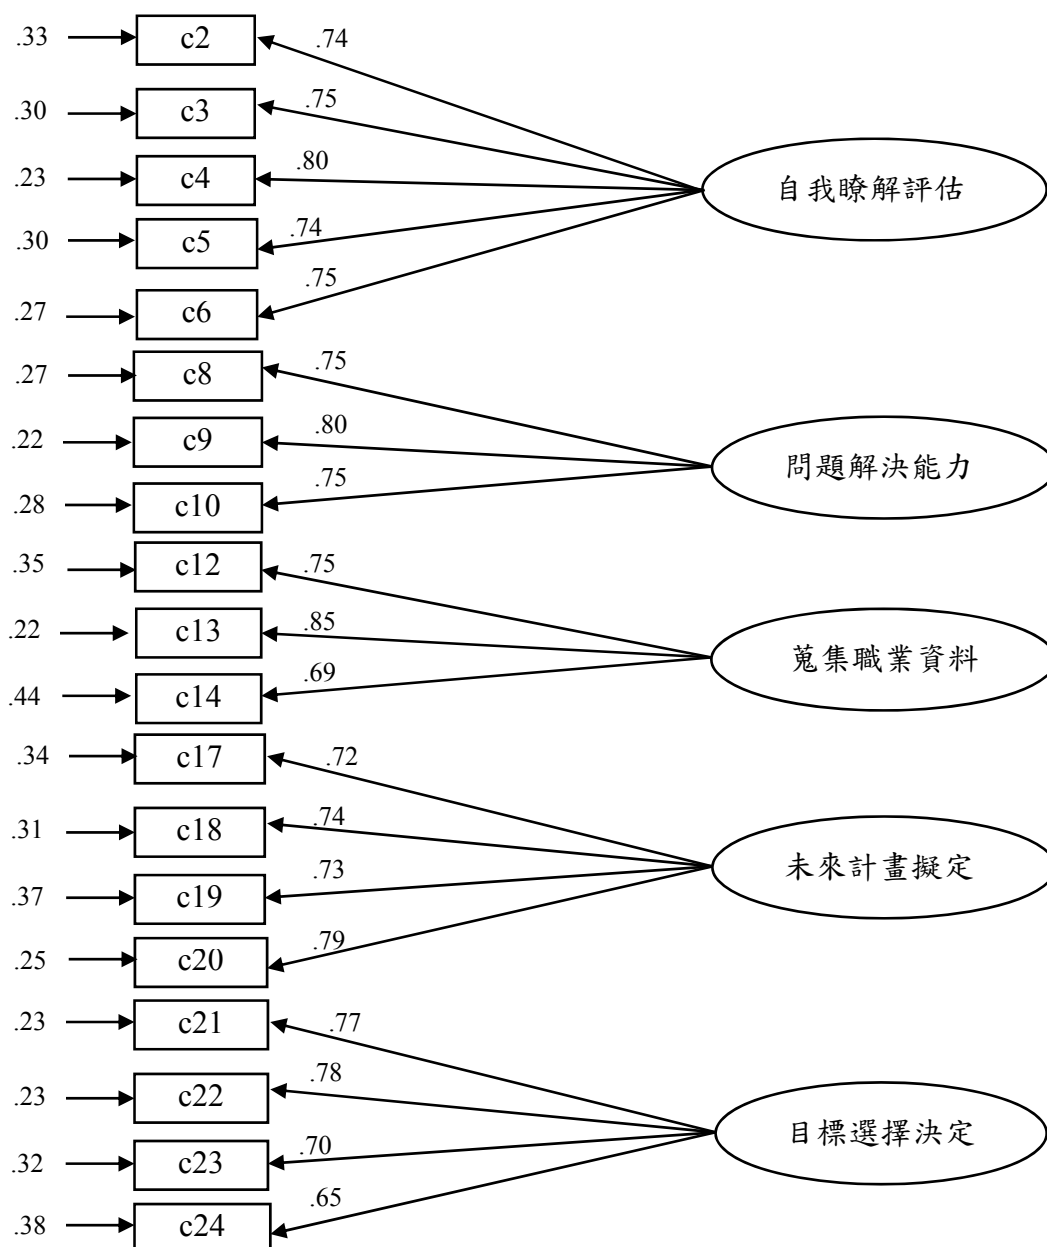 .33 c2 .74
.30 c3 .75
.23 c4 .80
自我瞭解評估
.30 c5 .74
.27 c6 .75
.27 c8 .75
.22 c9 .80
問題解決能力
.28 c10 .75
.35 c12 .75
.22 c13 .85
蒐集職業資料
.44 c14 .69
.34 c17 .72
.31 c18 .74
未來計畫擬定
.37 c19 .73
.25 c20 .79
.23 c21 .77
.23 c22 .78
目標選擇決定
.32 c23 .70
.38 c24 .65